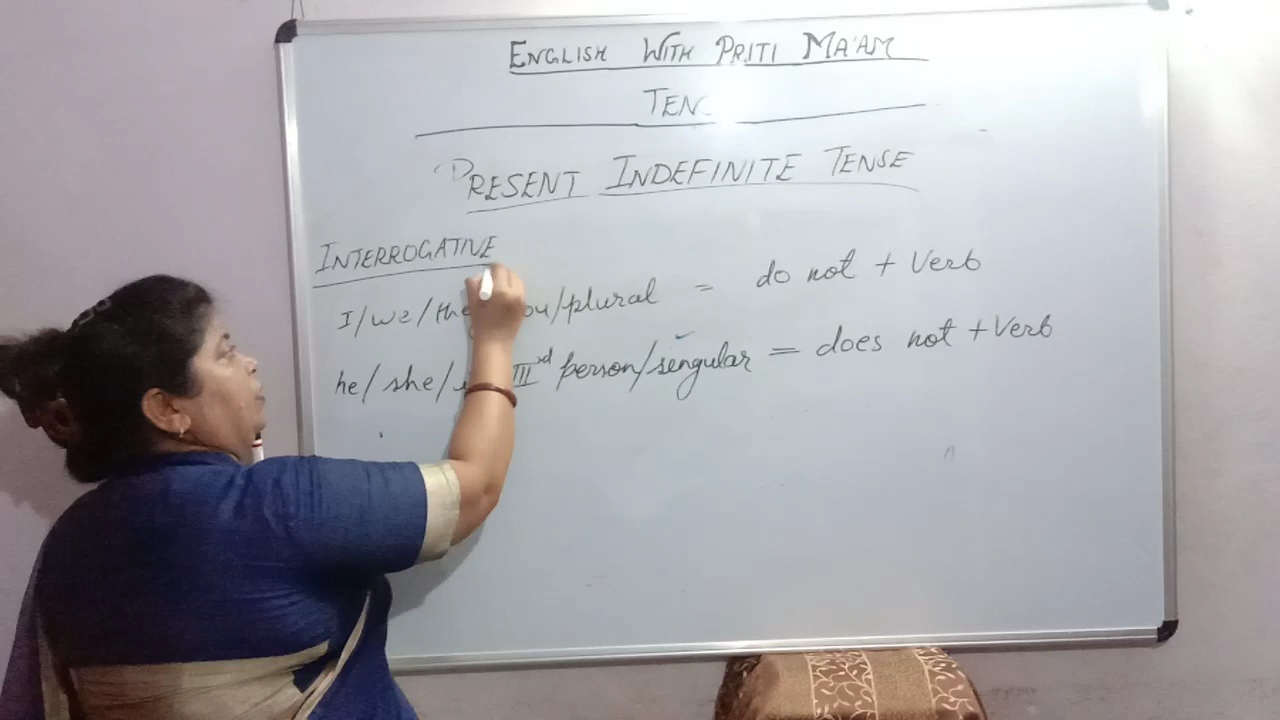 ENGLISH WITH PRITI MA'AM
PRESENT INDEFINITE TENSE
INTERROGATIVE
I/we/ /plural = do not + Verb
he/she/ IIIrd person/sengular = does not + Verb